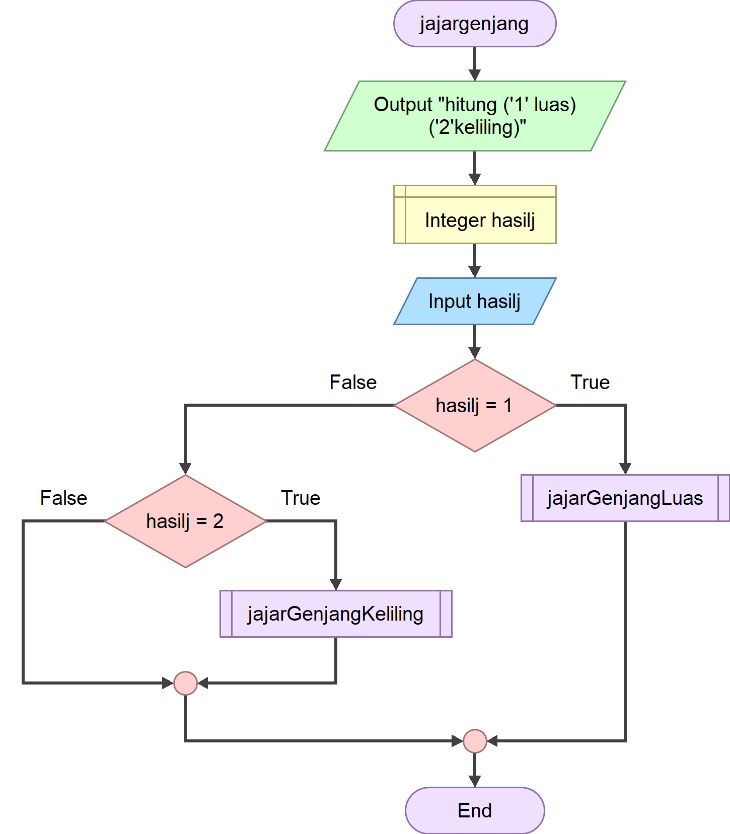 jajargenjang
Output "hitung ('1' luas)
('2'keliling)"
Integer hasilj
Input hasilj
False
True
hasilj = 1
False
True
jajarGenjangLuas
hasilj = 2
jajarGenjangKeliling
End